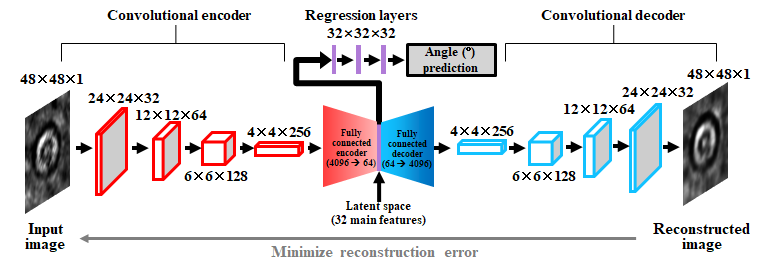 Convolutional encoder
Regression layers
Convolutional decoder
32×32×32
Angle (°)
prediction
48×48×1
24×24×32
12×12×64
6×6×128
4×4×256
Fully
connected
encoder
(4096 → 64)
Fully
connected
decoder
(64 → 4096)
4×4×256
6×6×128
12×12×64
24×24×32
48×48×1
Latent space
(32 main features)
Input
image
Reconstructed
image
Minimize reconstruction error